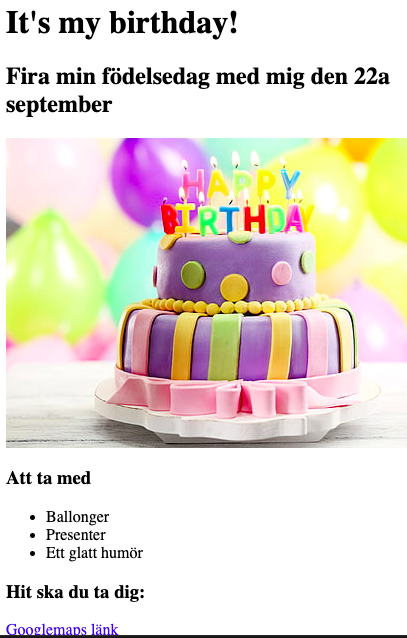 It's my birthday!
Fira min födelsedag med mig den 22a
september
HAPPY
BIRTHDAY
Att ta med
Ballonger
Presenter
Ett glatt humör
Hit ska du ta dig:
Googlemaps länk